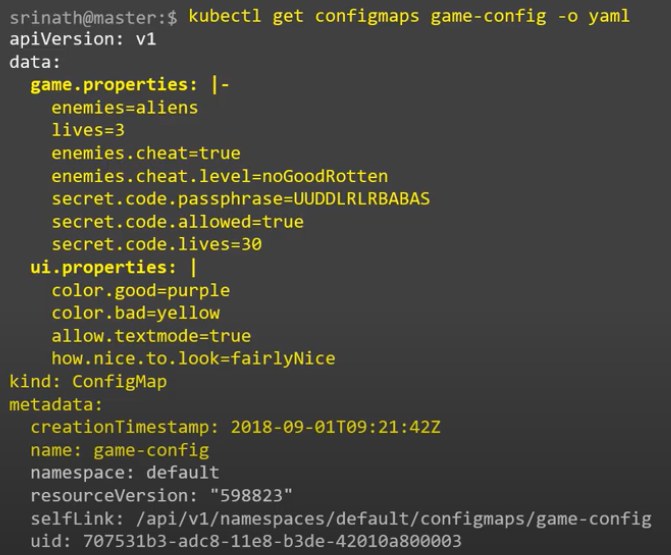 srinath@master:$ kubectl get configmaps game-config -o yaml
apiVersion: v1
data:
  game.properties: |-
    enemies=aliens
    lives=3
    enemies.cheat=true
    enemies.cheat.level=noGoodRotten
    secret.code.passphrase=UUDDLRLRBABAS
    secret.code.allowed=true
    secret.code.lives=30
  ui.properties: |
    color.good=purple
    color.bad=yellow
    allow.textmode=true
    how.nice.to.look=fairlyNice
kind: ConfigMap
metadata:
  creationTimestamp: 2018-09-01T09:21:42Z
  name: game-config
  namespace: default
  resourceVersion: "598823"
  selfLink: /api/v1/namespaces/default/configmaps/game-config
  uid: 707531b3-adc8-11e8-b3de-42010a800003